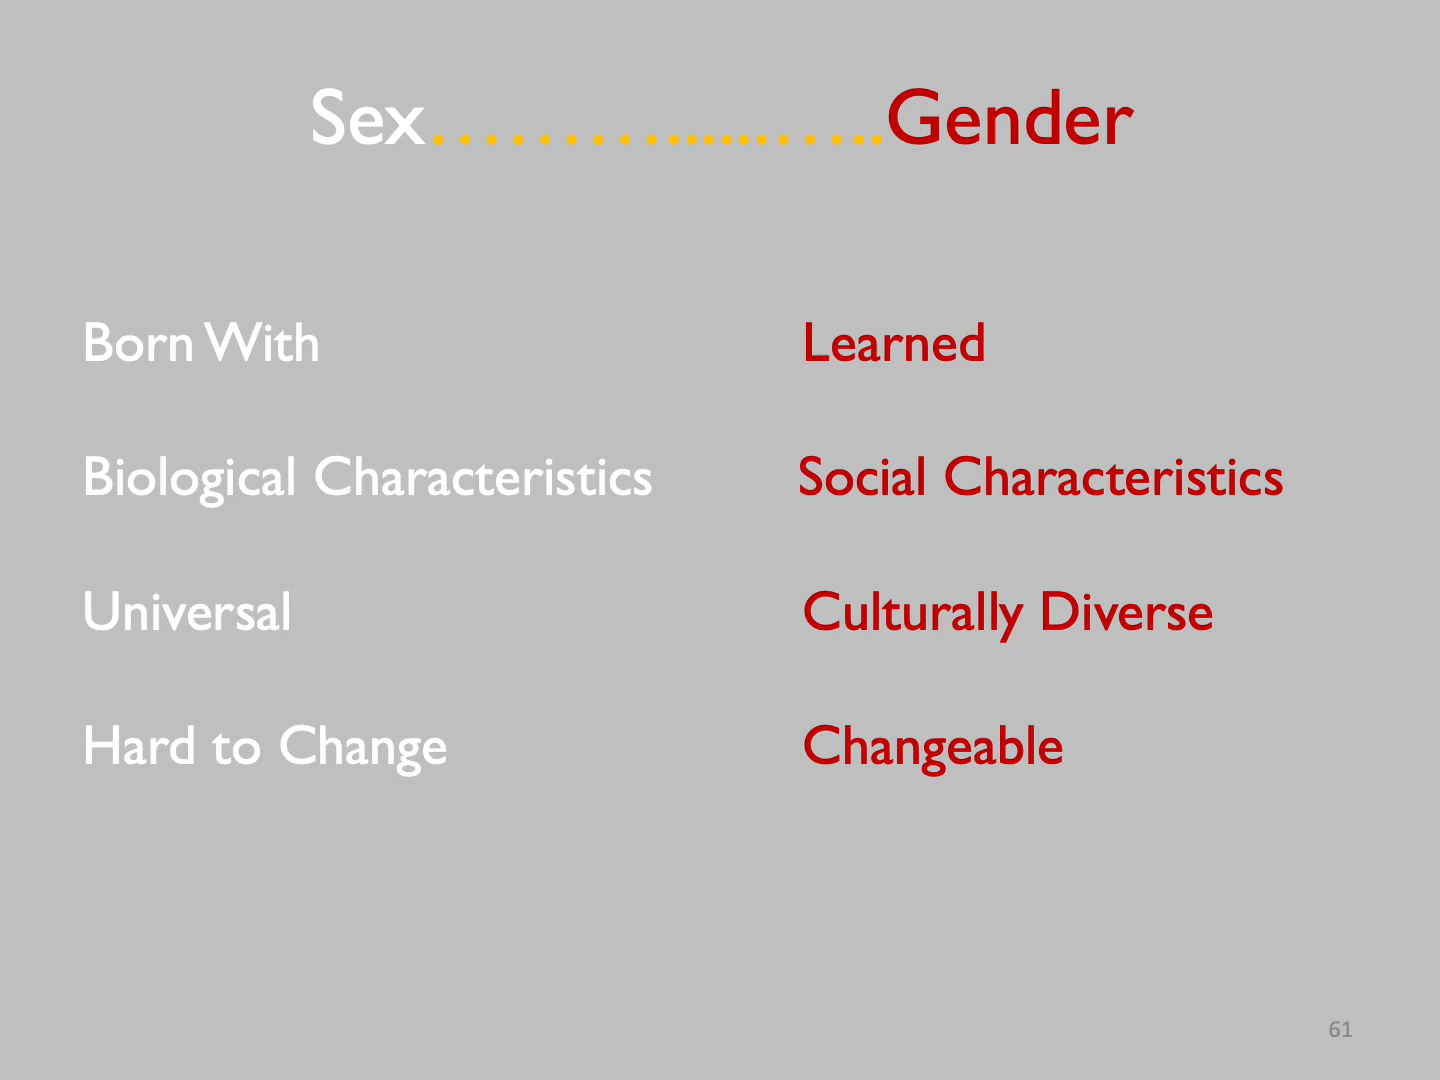 Sex……….....…..Gender
Born With Learned
Biological Characteristics Social Characteristics
Universal Culturally Diverse
Hard to Change Changeable
61